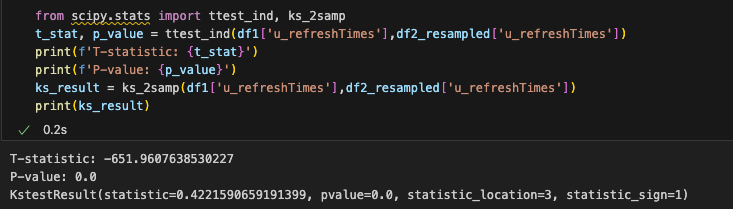 from scipy.stats import ttest_ind, ks_2samp
t_stat, p_value = ttest_ind(df1['u_refreshTimes'],df2_resampled['u_refreshTimes'])
print(f'T-statistic: {t_stat}')
print(f'P-value: {p_value}')
ks_result = ks_2samp(df1['u_refreshTimes'],df2_resampled['u_refreshTimes'])
print(ks_result)
✓ 0.2s
T-statistic: -651.9607638530227
P-value: 0.0
KstestResult(statistic=0.4221590659191399, pvalue=0.0, statistic_location=3, statistic_sign=1)